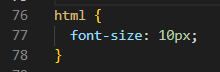 76 html {
77 font-size: 10px;
78 }